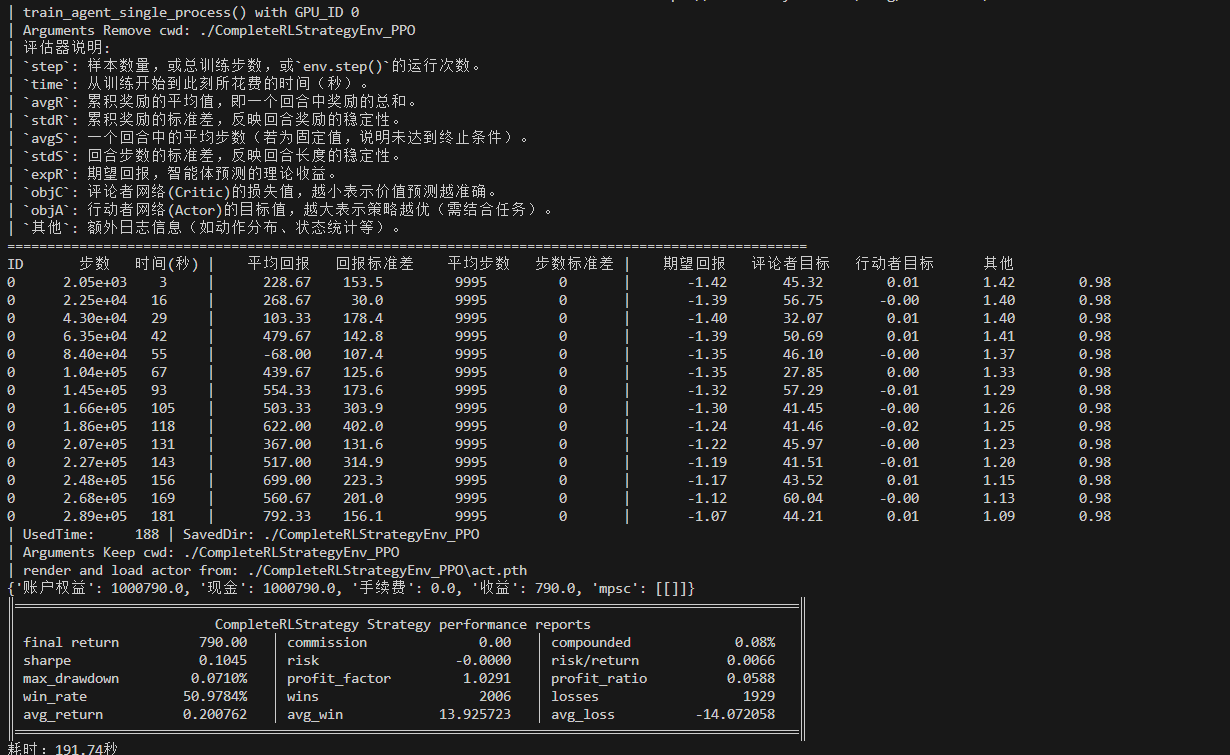 | train_agent_single_process() with GPU_ID 0
| Arguments Remove cwd: ./CompleteRLStrategyEnv_PPO
| 评估器说明:
| `step`: 样本数量，或总训练步数，或`env.step()`的运行次数。
| `time`: 从训练开始到此刻所花费的时间（秒）。
| `avgR`: 累积奖励的平均值，即一个回合中奖励的总和。
| `stdR`: 累积奖励的标准差，反映回合奖励的稳定性。
| `avgS`: 一个回合中的平均步数（若为固定值，说明未达到终止条件）。
| `stdS`: 回合步数的标准差，反映回合长度的稳定性。
| `expR`: 期望回报，智能体预测的理论收益。
| `objC`: 评论者网络(Critic)的损失值，越小表示价值预测越准确。
| `objA`: 行动者网络(Actor)的目标值，越大表示策略越优（需结合任务）。
| `其他`: 额外日志信息（如动作分布、状态统计等）。
====================================================================================================
ID 步数 时间(秒) | 平均回报 回报标准差 平均步数 步数标准差 | 期望回报 评论者目标 行动者目标 其他
0 2.05e+03 3 | 228.67 153.5 9995 0 | -1.42 45.32 0.01 1.42 0.98
0 2.25e+04 16 | 268.67 30.0 9995 0 | -1.39 56.75 -0.00 1.40 0.98
0 4.30e+04 29 | 103.33 178.4 9995 0 | -1.40 32.07 0.01 1.40 0.98
0 6.35e+04 42 | 479.67 142.8 9995 0 | -1.39 50.69 0.01 1.41 0.98
0 8.40e+04 55 | -68.00 107.4 9995 0 | -1.35 46.10 -0.00 1.37 0.98
0 1.04e+05 67 | 439.67 125.6 9995 0 | -1.35 27.85 0.00 1.33 0.98
0 1.45e+05 93 | 554.33 173.6 9995 0 | -1.32 57.29 -0.01 1.29 0.98
0 1.66e+05 105 | 503.33 303.9 9995 0 | -1.30 41.45 -0.00 1.26 0.98
0 1.86e+05 118 | 622.00 402.0 9995 0 | -1.24 41.46 -0.02 1.25 0.98
0 2.07e+05 131 | 367.00 131.6 9995 0 | -1.22 45.97 -0.00 1.23 0.98
0 2.27e+05 143 | 517.00 314.9 9995 0 | -1.19 41.51 -0.01 1.20 0.98
0 2.48e+05 156 | 699.00 223.3 9995 0 | -1.17 43.52 0.01 1.15 0.98
0 2.68e+05 169 | 560.67 201.0 9995 0 | -1.12 60.04 -0.00 1.13 0.98
0 2.89e+05 181 | 792.33 156.1 9995 0 | -1.07 44.21 0.01 1.09 0.98
| UsedTime: 188 | SavedDir: ./CompleteRLStrategyEnv_PPO
| Arguments Keep cwd: ./CompleteRLStrategyEnv_PPO
| render and load actor from: ./CompleteRLStrategyEnv_PPO\act.pth
{'账户权益': 1000790.0, '现金': 1000790.0, '手续费': 0.0, '收益': 790.0, 'mpsc': [[]]}
CompleteRLStrategy Strategy performance reports
final return 790.00 | commission 0.00 | compounded 0.08%
sharpe 0.1045 | risk -0.0000 | risk/return 0.0066
max_drawdown 0.0710% | profit_factor 1.0291 | profit_ratio 0.0588
win_rate 50.9784% | wins 2006 | losses 1929
avg_return 0.200762 | avg_win 13.925723 | avg_loss -14.072058
耗时：191.74秒